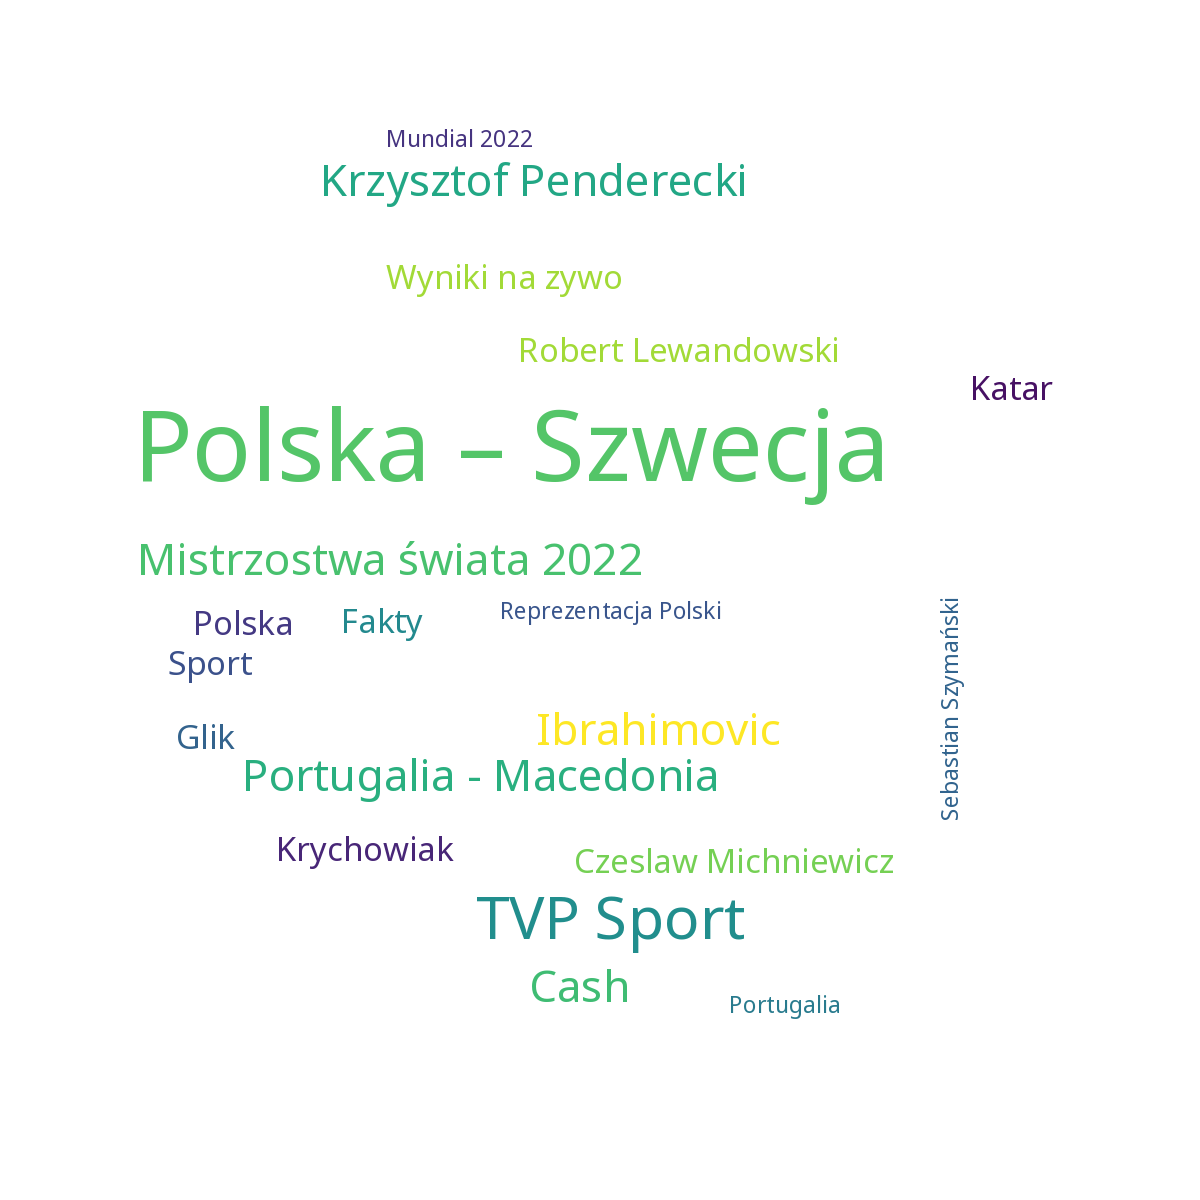 Mundial 2022
Krzysztof Penderecki
Wyniki na zywo
Robert Lewandowski
Katar
Polska – Szwecja
Mistrzostwa świata 2022
Polska
Fakty
Reprezentacja Polski
Sebastian Szymański
Sport
Glik
Ibrahimovic
Portugalia - Macedonia
Krychowiak
Czeslaw Michniewicz
TVP Sport
Cash
Portugalia